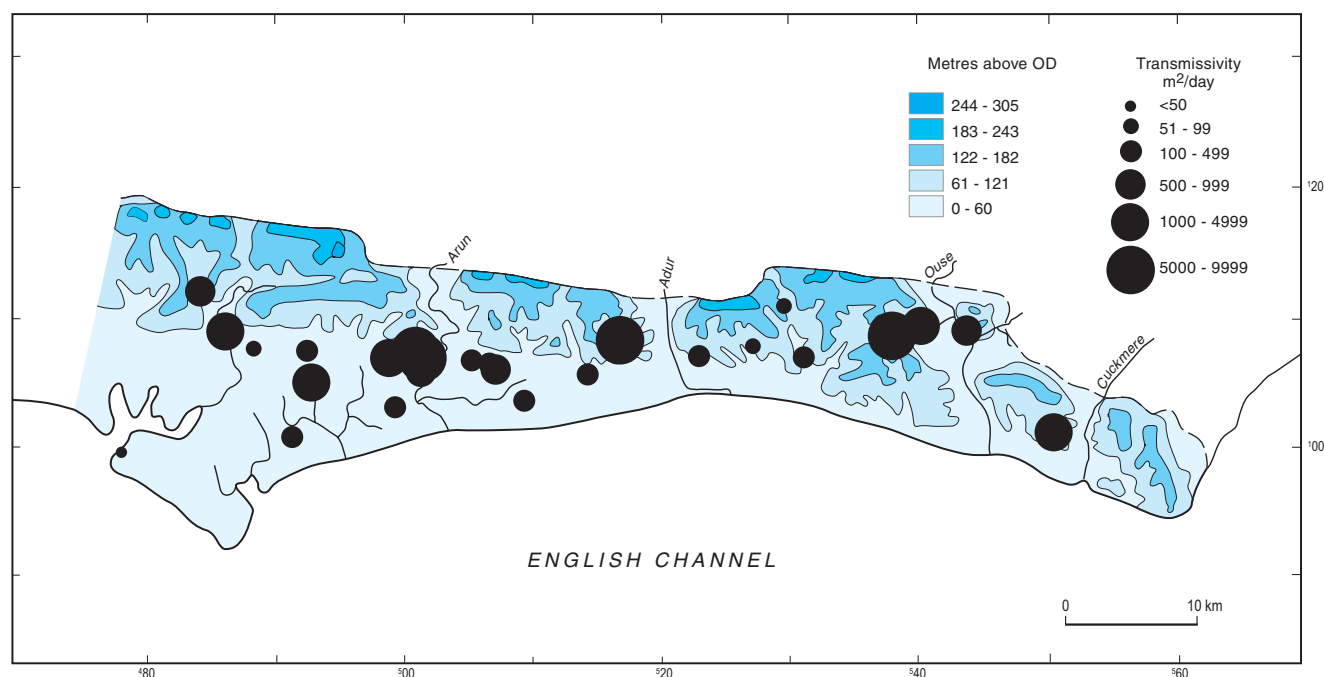 Metres above OD
244 - 305
183 - 243
122 - 182
61 - 121
0 - 60
Transmissivity
m²/day
<50
51 - 99
100 - 499
500 - 999
1000 - 4999
5000 - 9999
¹20
Arun
Adur
Ouse
Cuckmere
¹00
ENGLISH CHANNEL
0 10 km
⁴80
⁵00
⁵20
⁵40
⁵60